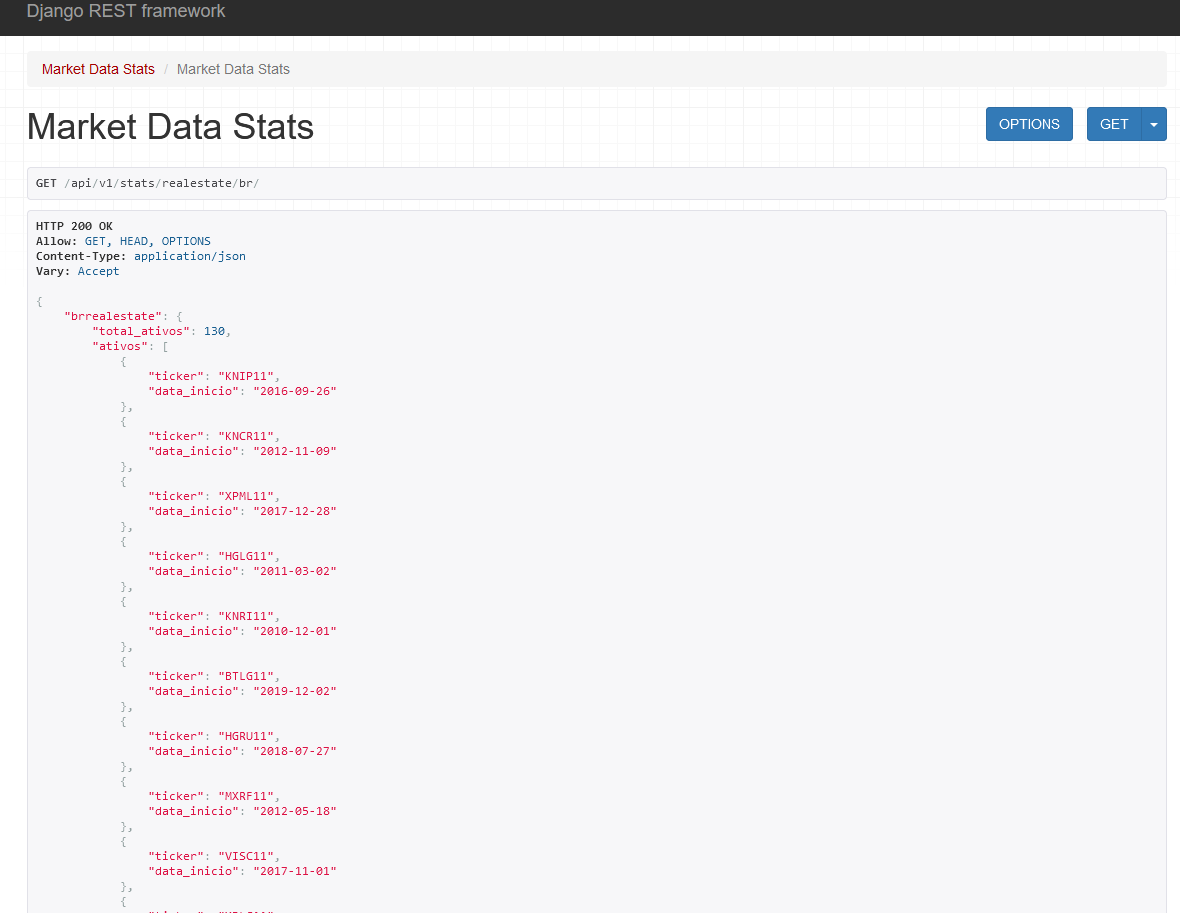 Django REST framework
Market Data Stats / Market Data Stats
Market Data Stats
OPTIONS
GET
GET /api/v1/stats/realestate/br/
HTTP 200 OK
Allow: GET, HEAD, OPTIONS
Content-Type: application/json
Vary: Accept
{
"brrealestate": {
"total_ativos": 130,
"ativos": [
{
"ticker": "KNIP11",
"data_inicio": "2016-09-26"
},
{
"ticker": "KNCR11",
"data_inicio": "2012-11-09"
},
{
"ticker": "XPML11",
"data_inicio": "2017-12-28"
},
{
"ticker": "HGLG11",
"data_inicio": "2011-03-02"
},
{
"ticker": "KNRI11",
"data_inicio": "2010-12-01"
},
{
"ticker": "BTLG11",
"data_inicio": "2019-12-02"
},
{
"ticker": "HGRU11",
"data_inicio": "2018-07-27"
},
{
"ticker": "MXRF11",
"data_inicio": "2012-05-18"
},
{
"ticker": "VISC11",
"data_inicio": "2017-11-01"
},
{